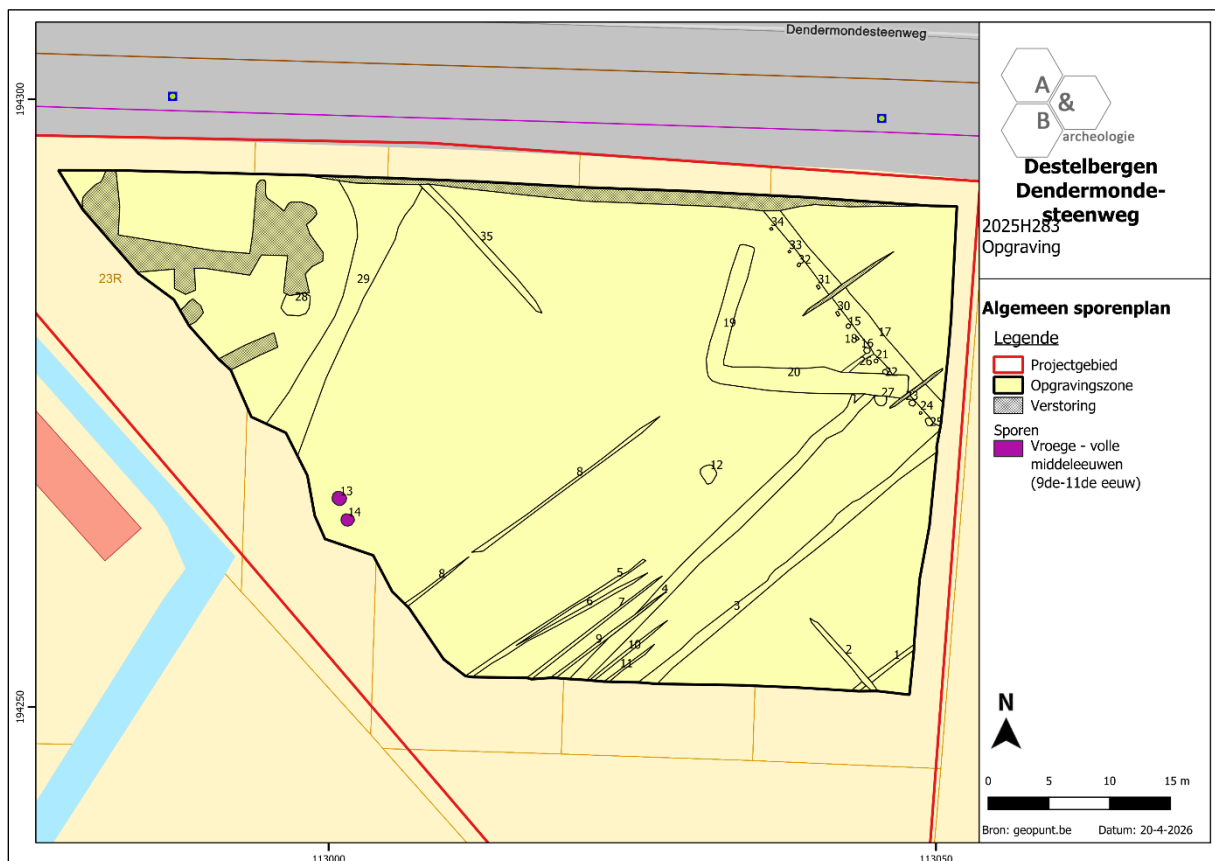 Dendermondesteenweg
194300
34
33
32
31
30
15
17
18
16
26
21
22
27
23
24
25
35
29
28
23R
19
20
12
8
13
14
8
5
6
7
4
3
9
10
11
2
1
194250
113000
113050
A
&
B
archeologie
Destelbergen
Dendermonde-
steenweg
2025H283
Opgraving
Algemeen sporenplan
Legende
Projectgebied
Opgravingszone
Verstoring
Sporen
Vroege - volle
middeleeuwen
(9de-11de eeuw)
N
0 5 10 15 m
Bron: geopunt.be Datum: 20-4-2026